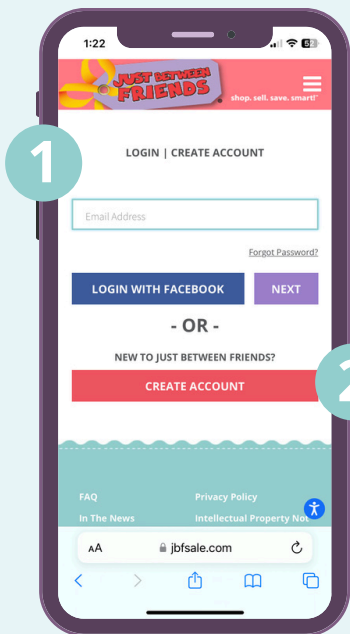 1:22
52
JUST BETWEEN
FRIENDS
shop. sell. save. smart!™
1
LOGIN | CREATE ACCOUNT
Email Address
Forgot Password?
LOGIN WITH FACEBOOK
NEXT
- OR -
NEW TO JUST BETWEEN FRIENDS?
2
CREATE ACCOUNT
FAQ
Privacy Policy
In The News
Intellectual Property
AA
jbfsale.com